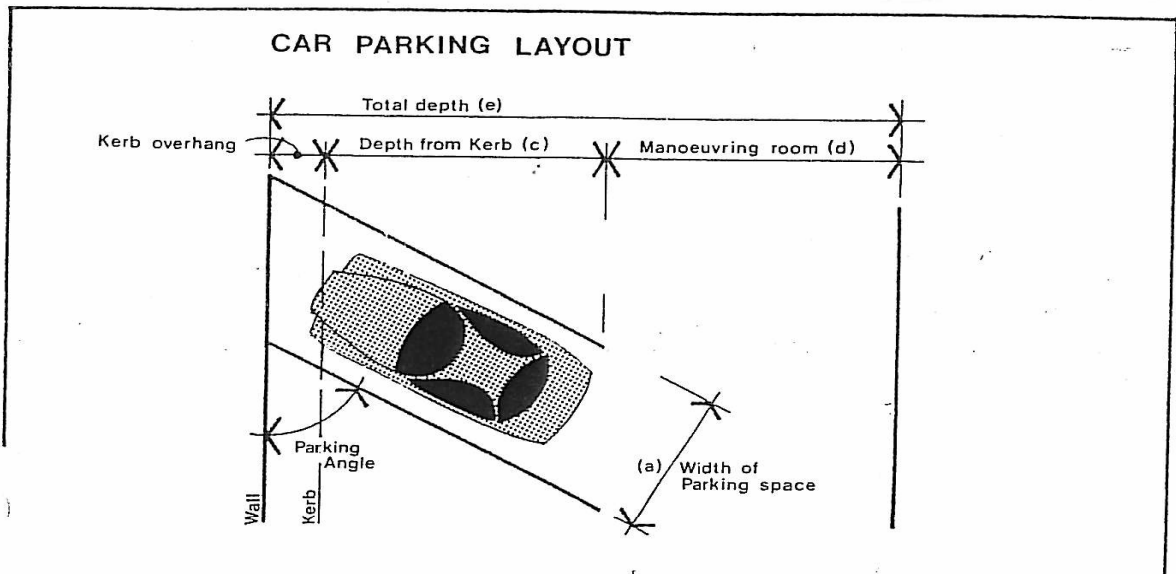 CAR PARKING LAYOUT
Total depth (e)
Kerb overhang
Depth from Kerb (c)
Manoeuvring room (d)
Parking
Angle
(a) Width of
Parking space
Wall
Kerb